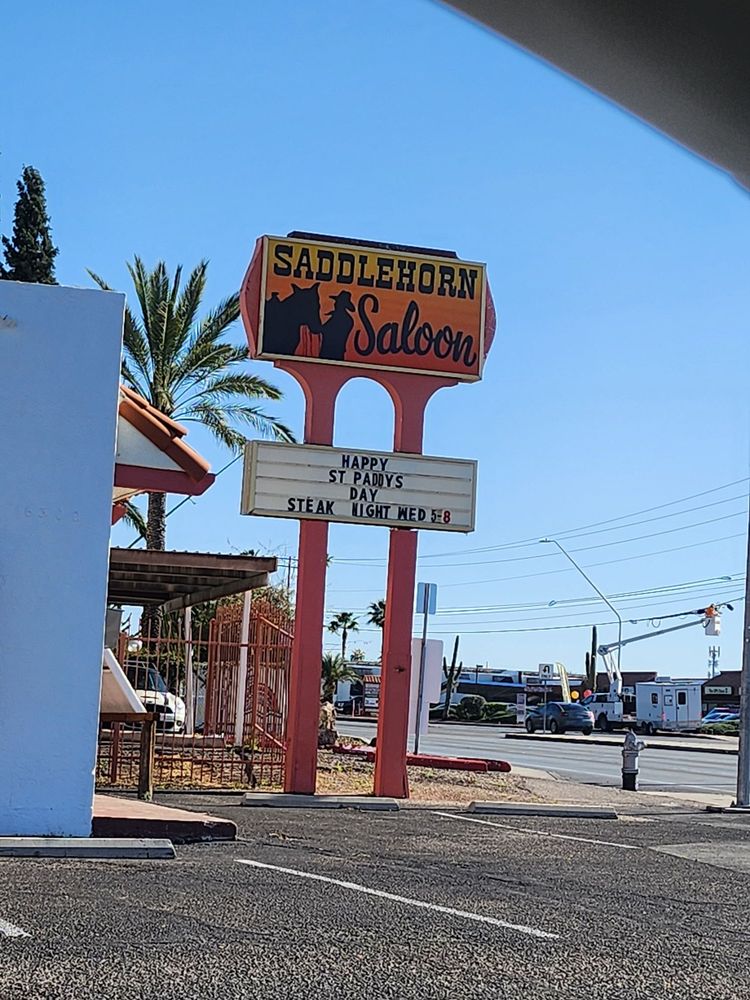 SADDLEHORN
Saloon
HAPPY
ST PADDYS
DAY
STEAK NIGHT WED 5-8